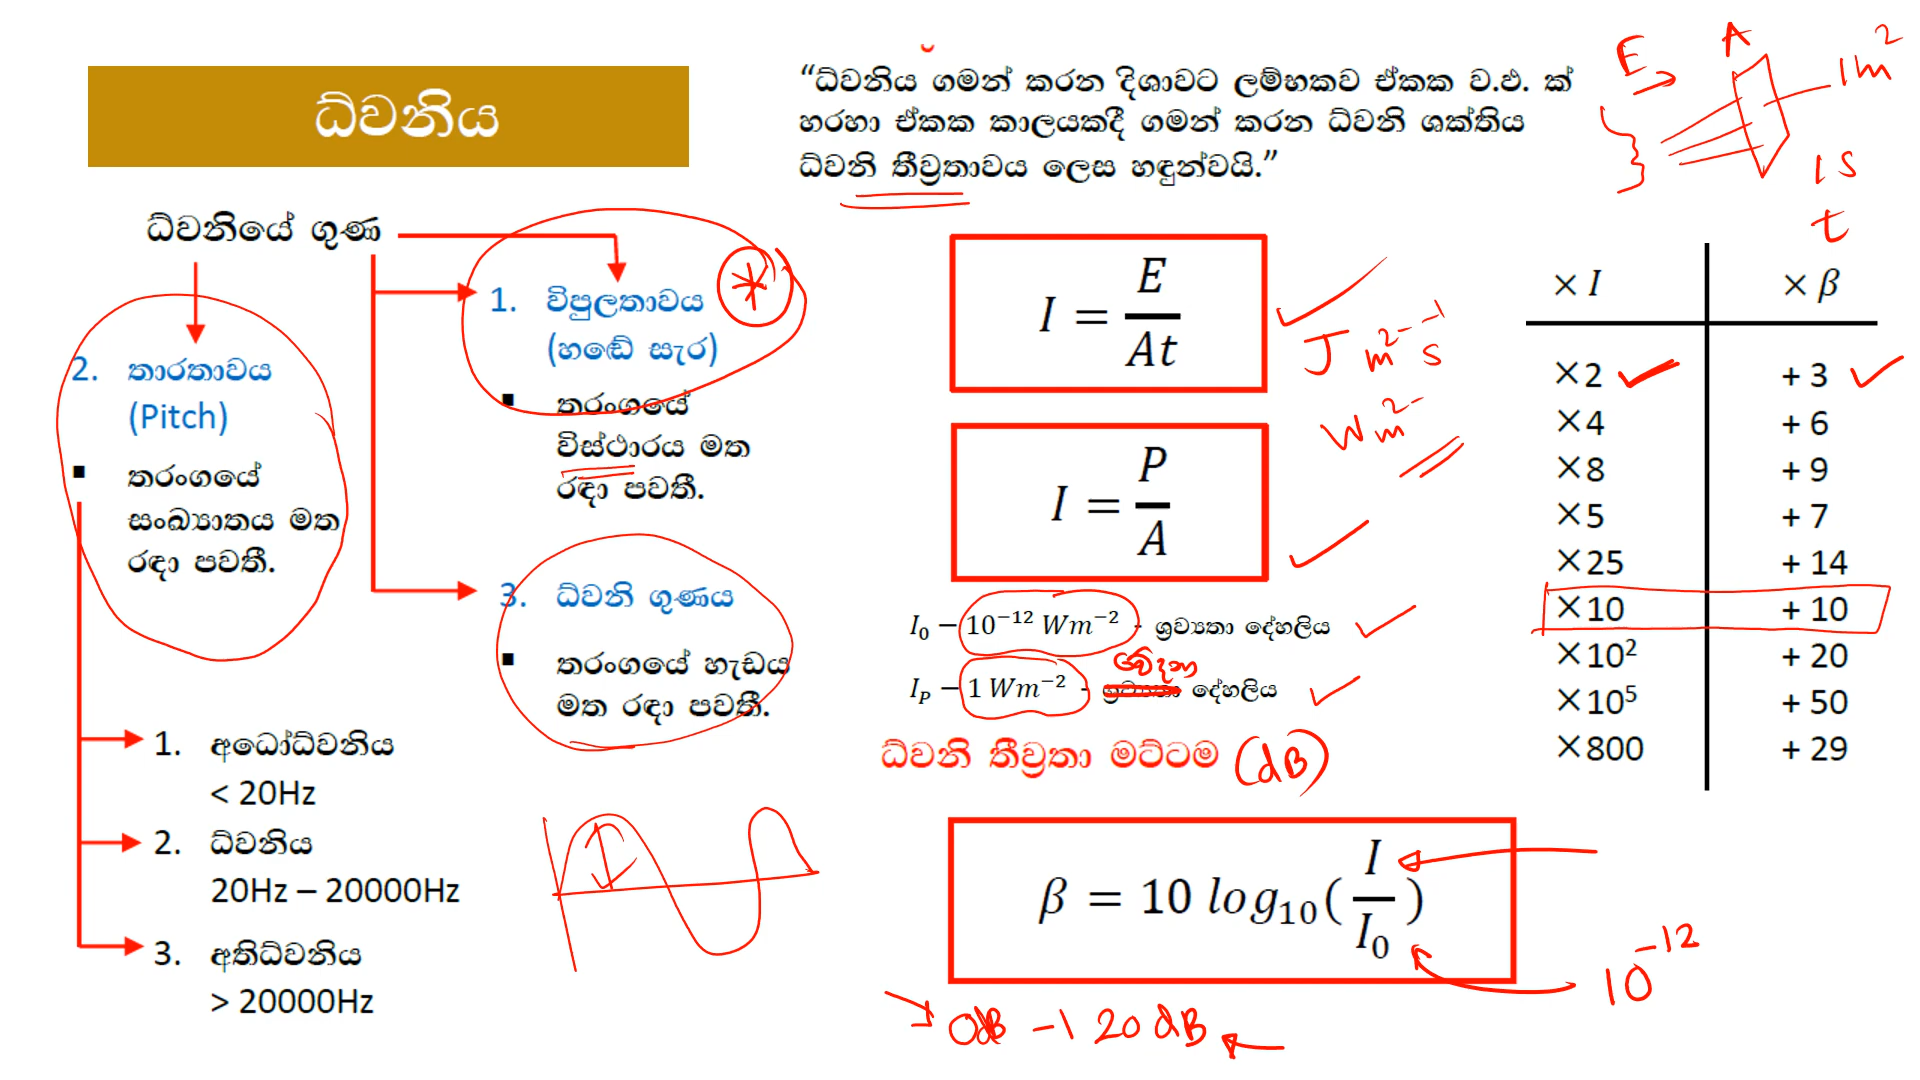 ධ්වනිය
ධ්වනියේ ගුණ
2. තාරතාවය
(Pitch)
▪ තරංගයේ
සංඛ්‍යාතය මත
රඳා පවතී.
1. විපුලතාවය
(හඬේ සැර)
▪ තරංගයේ
විස්ථාරය මත
රඳා පවතී.
3. ධ්වනි ගුණය
▪ තරංගයේ හැඩය
මත රඳා පවතී.
1. අධෝධ්වනිය
< 20Hz
2. ධ්වනිය
20Hz – 20000Hz
3. අතිධ්වනිය
> 20000Hz
“ධ්වනිය ගමන් කරන දිශාවට ලම්භකව ඒකක ව.ඵ. ක්
හරහා ඒකක කාලයකදී ගමන් කරන ධ්වනි ශක්තිය
ධ්වනි තීව්‍රතාවය ලෙස හඳුන්වයි.”
E A 1m²
1s
t
I = E/At
J m⁻² s⁻¹
W m⁻²
I = P/A
I₀ – 10⁻¹² Wm⁻² - ශ්‍රව්‍යතා දේහලිය
වේදනා
I_P – 1 Wm⁻² - ශ්‍රව්‍යතා දේහලිය
ධ්වනි තීව්‍රතා මට්ටම (dB)
β = 10 log₁₀(I/I₀)
10⁻¹²
0dB – 120dB
× I × β
×2 + 3
×4 + 6
×8 + 9
×5 + 7
×25 + 14
×10 + 10
×10² + 20
×10⁵ + 50
×800 + 29